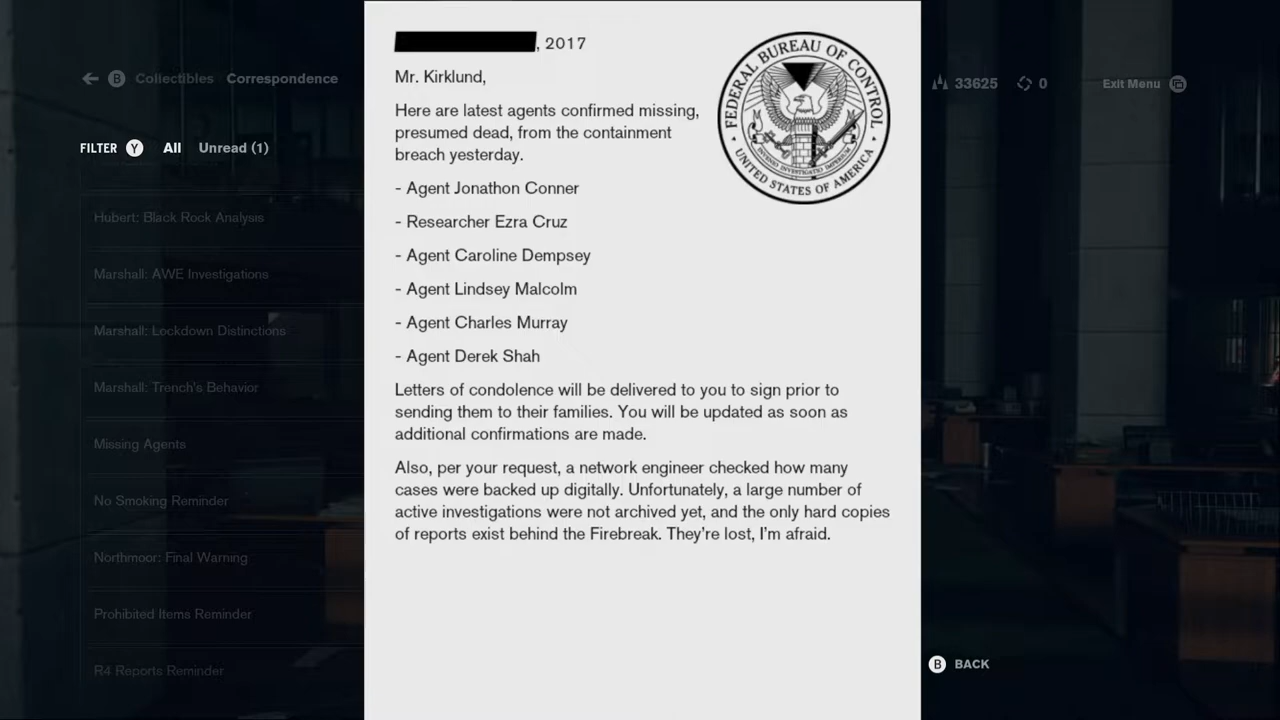 , 2017
FEDERAL BUREAU OF CONTROL
UNITED STATES OF AMERICA
Mr. Kirklund,
Here are latest agents confirmed missing,
presumed dead, from the containment
breach yesterday.
- Agent Jonathon Conner
- Researcher Ezra Cruz
- Agent Caroline Dempsey
- Agent Lindsey Malcolm
- Agent Charles Murray
- Agent Derek Shah
Letters of condolence will be delivered to you to sign prior to
sending them to their families. You will be updated as soon as
additional confirmations are made.
Also, per your request, a network engineer checked how many
cases were backed up digitally. Unfortunately, a large number of
active investigations were not archived yet, and the only hard copies
of reports exist behind the Firebreak. They're lost, I'm afraid.
B Collectibles Correspondence
33625 0 Exit Menu
FILTER Y All Unread (1)
Hubert: Black Rock Analysis
Marshall: AWE Investigations
Marshall: Lockdown Distinctions
Marshall: Trench's Behavior
Missing Agents
No Smoking Reminder
Northmoor: Final Warning
Prohibited Items Reminder
R4 Reports Reminder
B BACK